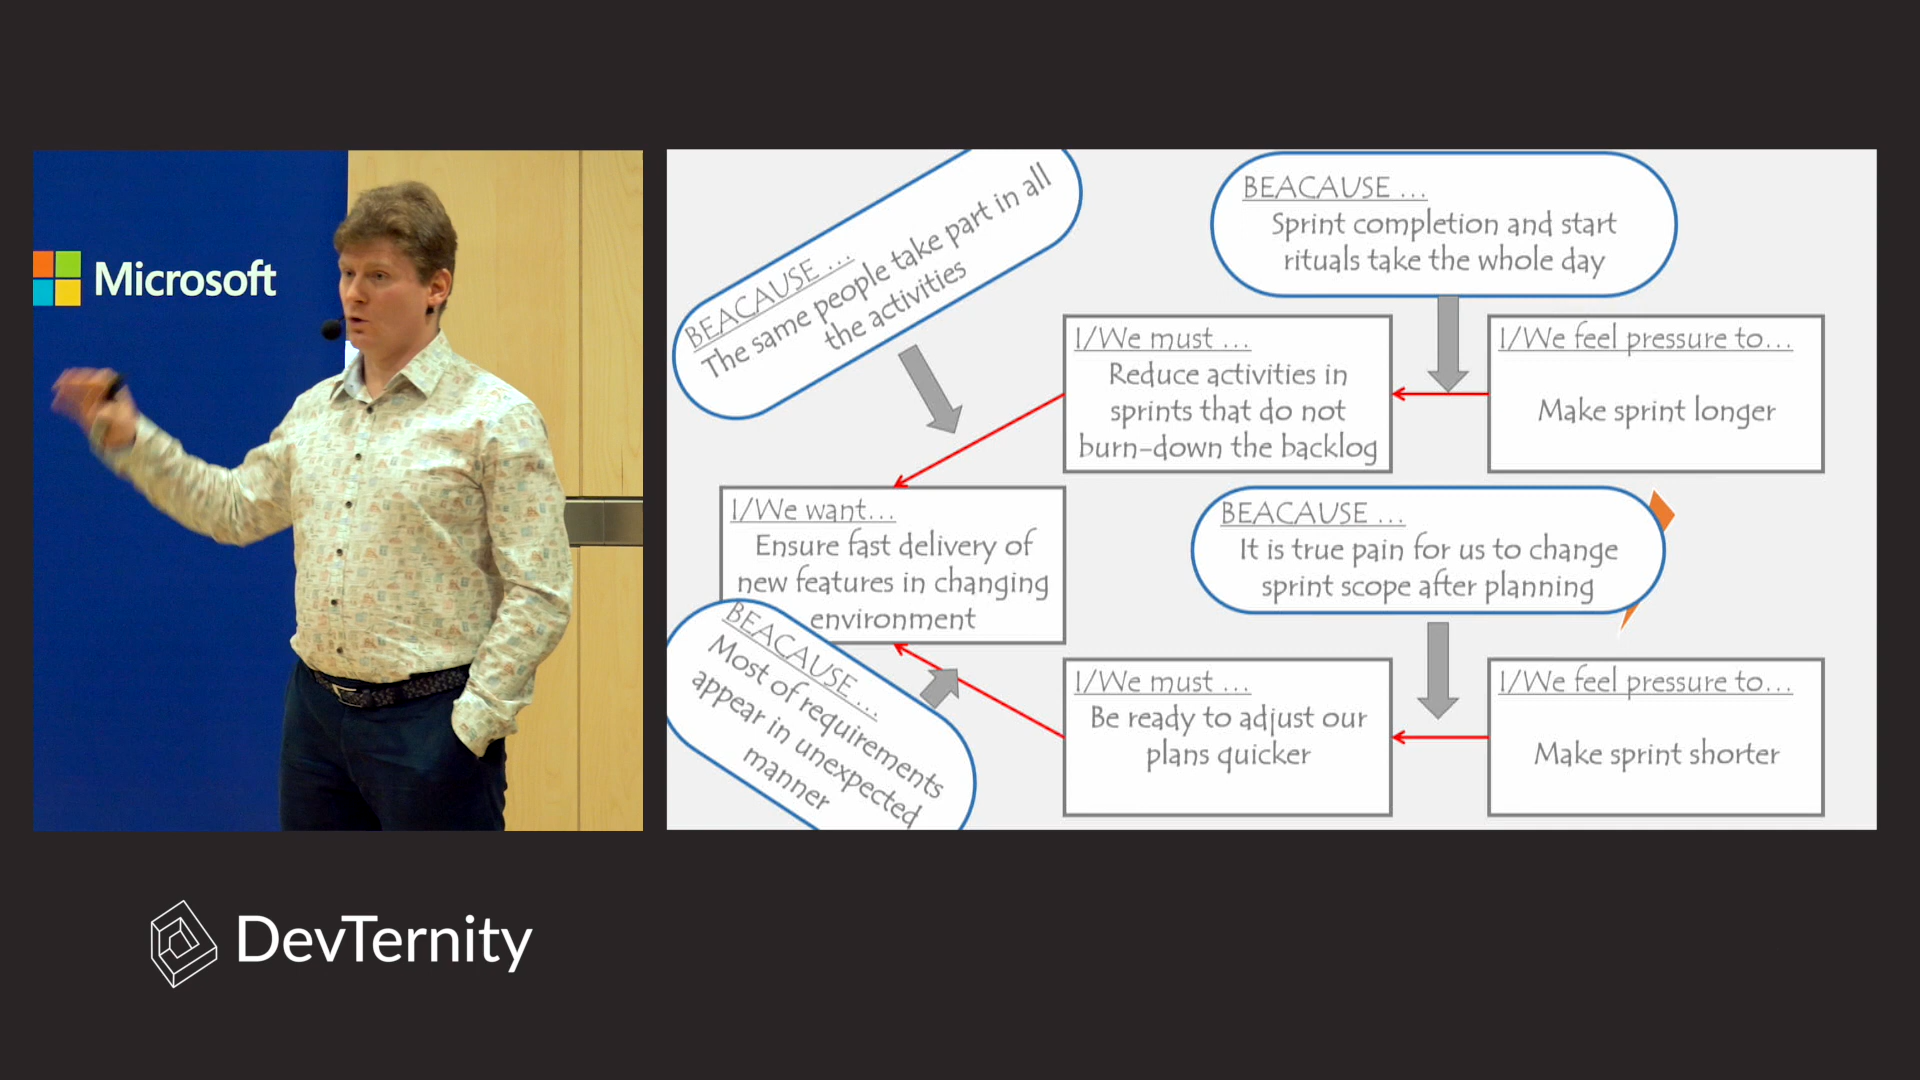 Microsoft
BEACAUSE ...
The same people take part in all
the activities
BEACAUSE ...
Sprint completion and start
rituals take the whole day
I/We must ...
Reduce activities in
sprints that do not
burn-down the backlog
I/We feel pressure to...
Make sprint longer
I/We want...
Ensure fast delivery of
new features in changing
environment
BEACAUSE ...
It is true pain for us to change
sprint scope after planning
BEACAUSE ...
Most of requirements
appear in unexpected
manner
I/We must ...
Be ready to adjust our
plans quicker
I/We feel pressure to...
Make sprint shorter
DevTernity